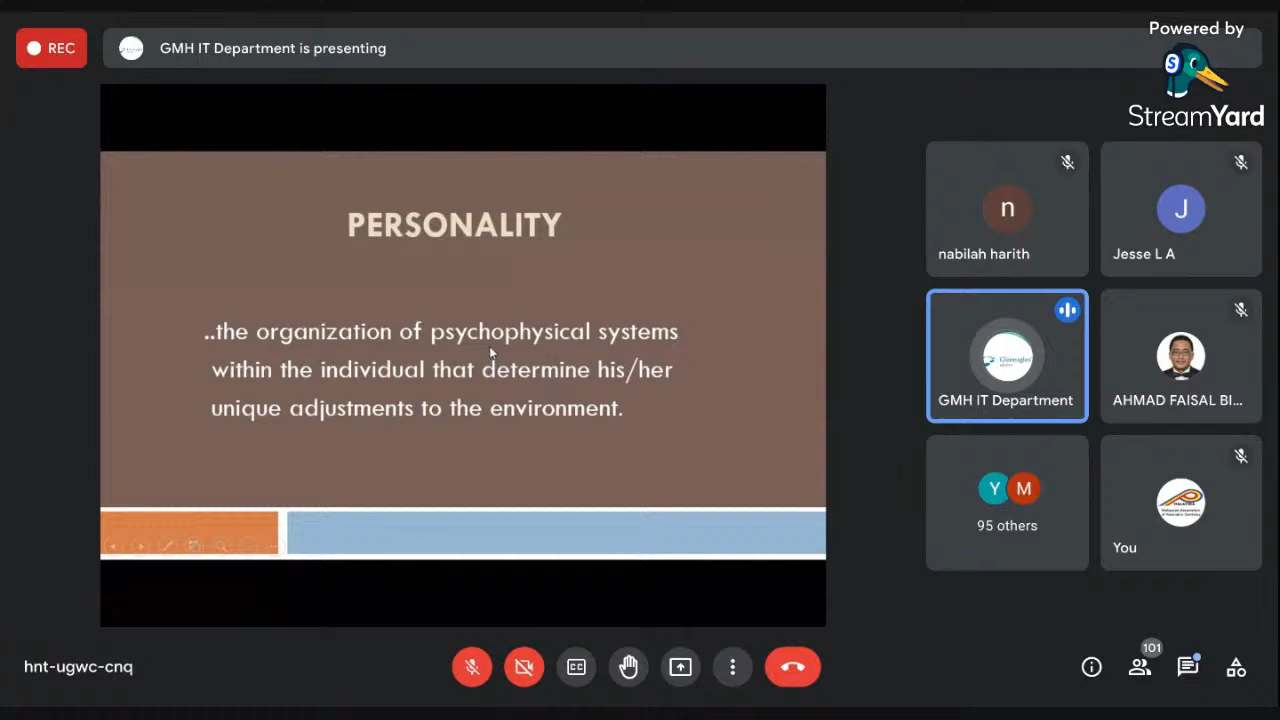 Powered by
StreamYard
REC
GMH IT Department is presenting
PERSONALITY
..the organization of psychophysical systems
within the individual that determine his/her
unique adjustments to the environment.
n
nabilah harith
J
Jesse L A
Gleneagles
GMH IT Department
AHMAD FAISAL BI...
Y M
95 others
You
hnt-ugwc-cnq
CC
101